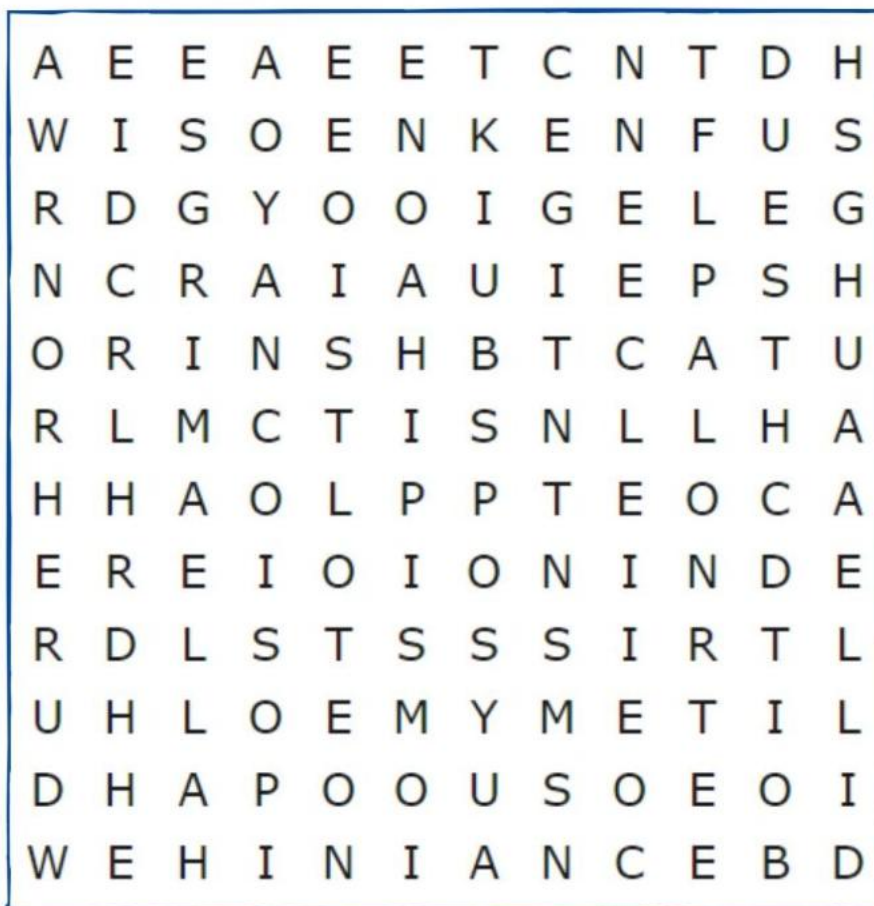 A E E A E E T C N T D H
W I S O E N K E N F U S
R D G Y O O I G E L E G
N C R A I A U I E P S H
O R I N S H B T C A T U
R L M C T I S N L L H A
H H A O L P P T E O C A
E R E I O I O N I N D E
R D L S T S S S I R T L
U H L O E M Y M E T I L
D H A P O O U S O E O I
W E H I N I A N C E B D